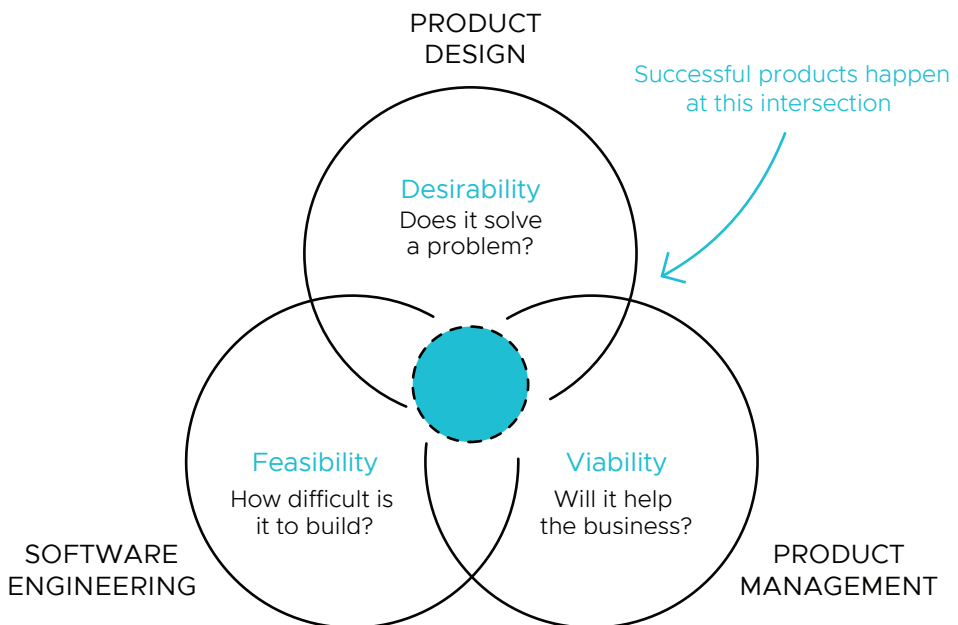 PRODUCT
DESIGN
Successful products happen
at this intersection
Desirability
Does it solve
a problem?
Feasibility
How difficult is
it to build?
Viability
Will it help
the business?
SOFTWARE
ENGINEERING
PRODUCT
MANAGEMENT